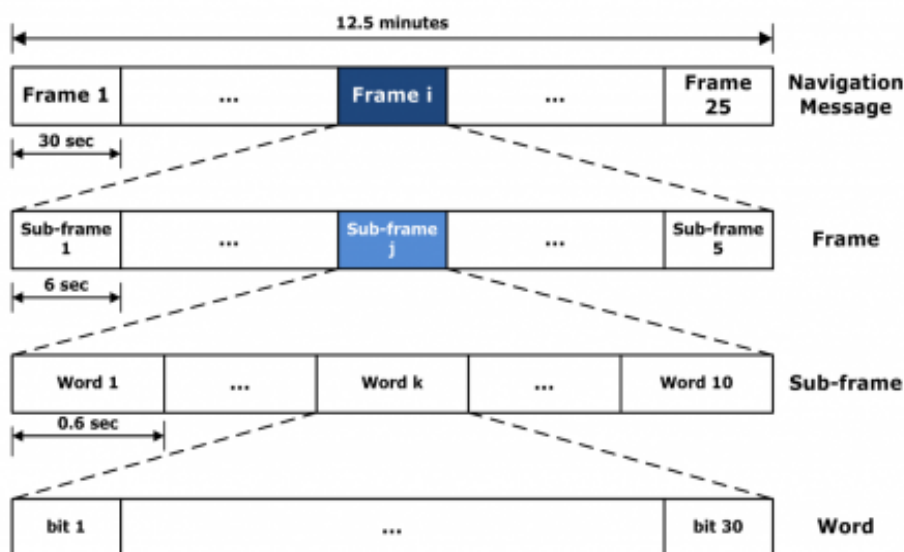 12.5 minutes
Frame 1
...
Frame i
...
Frame
25
Navigation
Message
30 sec
Sub-frame
1
...
Sub-frame
j
...
Sub-frame
5
Frame
6 sec
Word 1
...
Word k
...
Word 10
Sub-frame
0.6 sec
bit 1
...
bit 30
Word